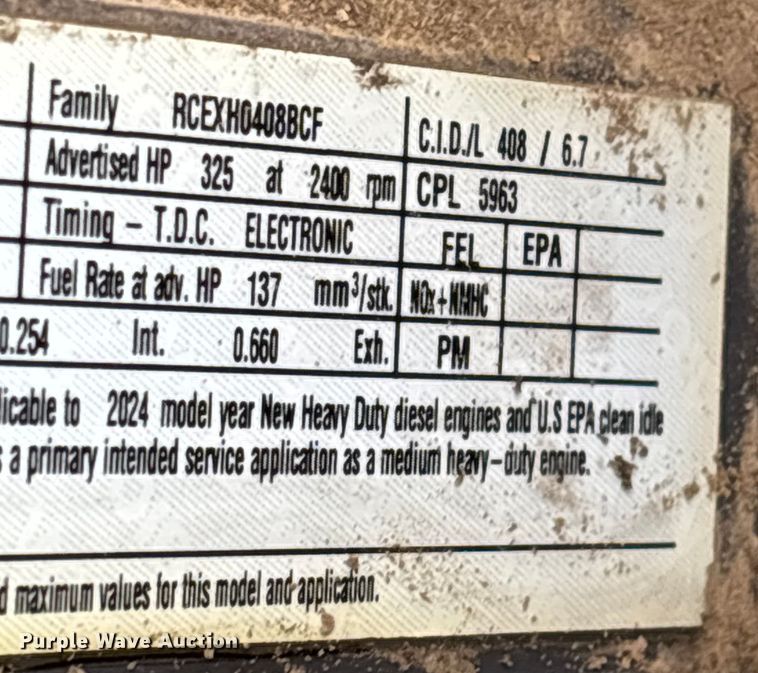 Family RCEXH0408BCF C.I.D./L 408 / 6.7
Advertised HP 325 at 2400 rpm CPL 5963
Timing – T.D.C. ELECTRONIC FEL EPA
Fuel Rate at adv. HP 137 mm³/stk. NOx+NMHC
0.254 Int. 0.660 Exh. PM
licable to 2024 model year New Heavy Duty diesel engines and U.S EPA clean idle
s a primary intended service application as a medium heavy-duty engine.
d maximum values for this model and application.
Purple Wave Auction